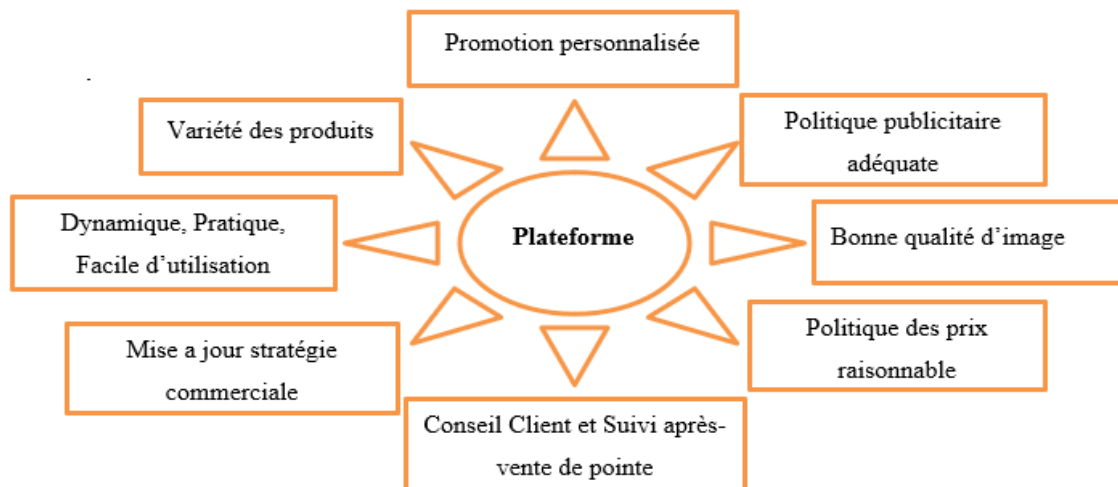 Promotion personnalisée
Variété des produits
Politique publicitaire
adéquate
Dynamique, Pratique,
Facile d’utilisation
Plateforme
Bonne qualité d’image
Mise a jour stratégie
commerciale
Politique des prix
raisonnable
Conseil Client et Suivi après-
vente de pointe